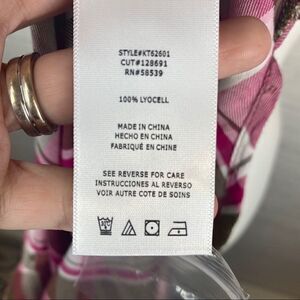 STYLE#KT62601
CUT#128691
RN#58539
100% LYOCELL
MADE IN CHINA
HECHO EN CHINA
FABRIQUÉ EN CHINE
SEE REVERSE FOR CARE
INSTRUCCIONES AL REVERSO
VOIR AUTRE COTE DE SOINS